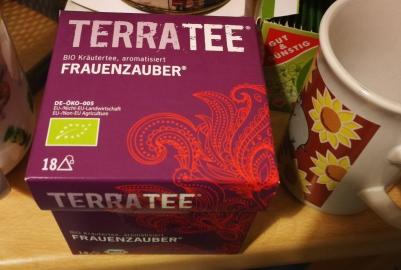 TERRATEE®
BIO Kräutertee, aromatisiert
FRAUENZAUBER®
DE-ÖKO-005
EU-/Nicht-EU-Landwirtschaft
EU-/Non-EU Agriculture
18
GUT &
GÜNSTIG
TERRATEE®
BIO Kräutertee, aromatisiert
FRAUENZAUBER®
18